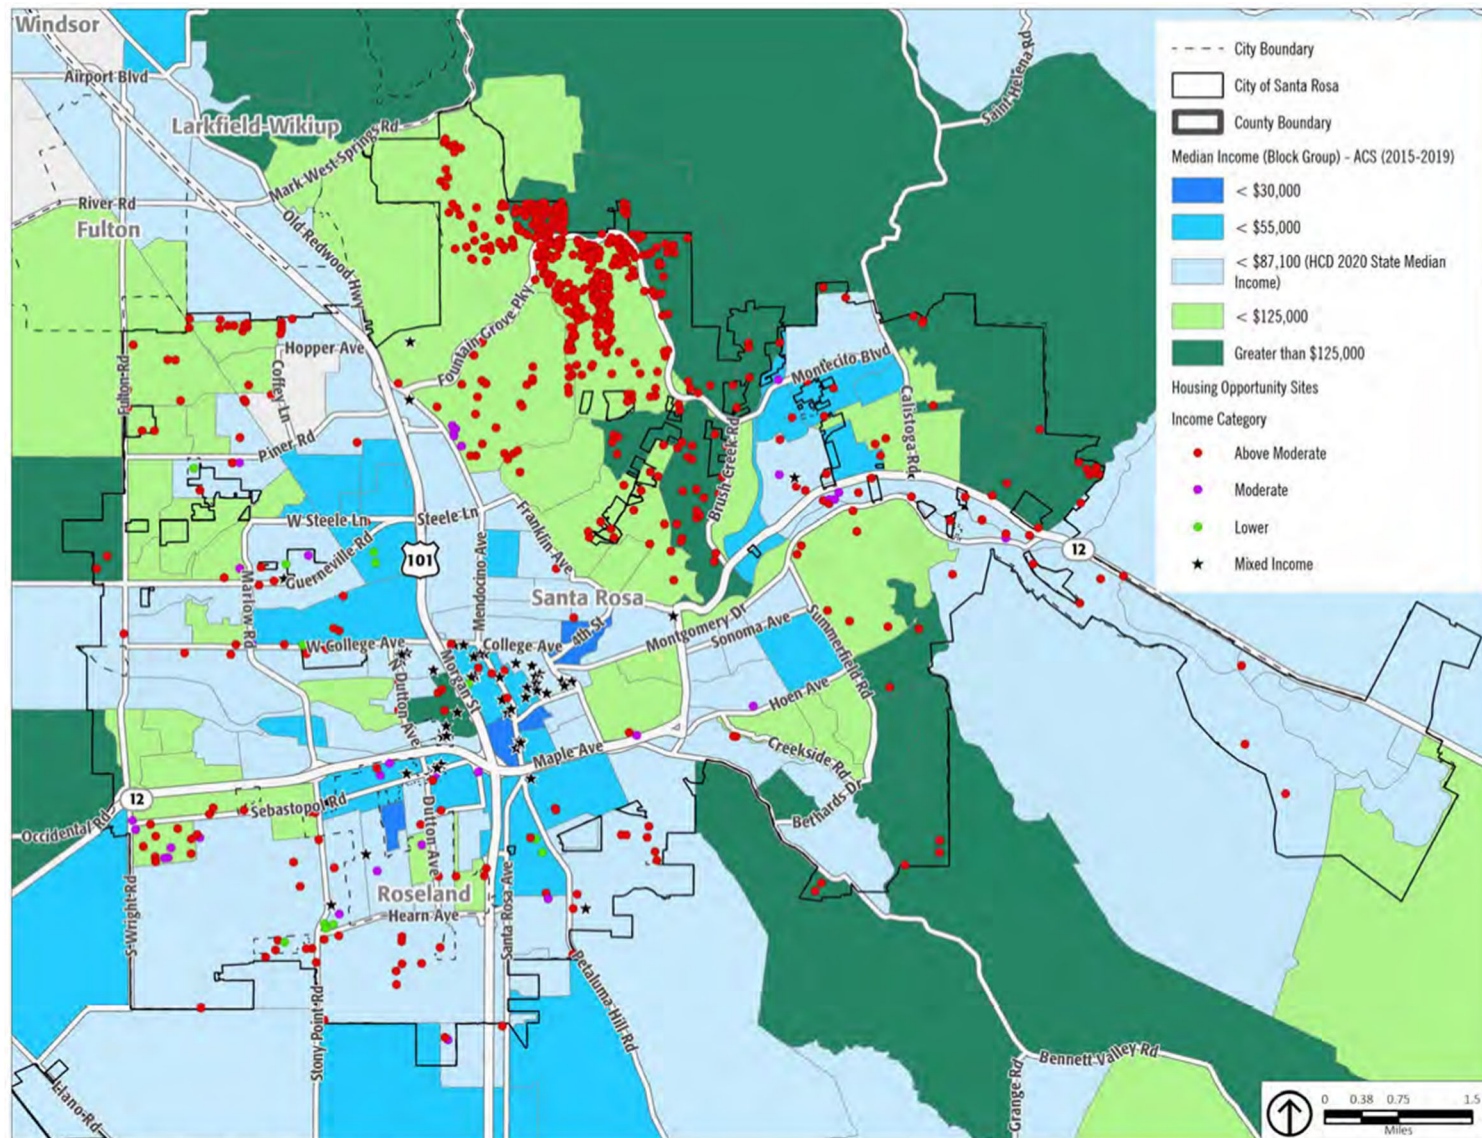 Windsor
Airport Blvd
Larkfield-Wikiup
Mark West Springs Rd
Saint Helena Rd
River Rd
Fulton
Old Redwood Hwy
Fountain Grove Pky
Hopper Ave
Coffey Ln
Fulton Rd
Piner Rd
Montecito Blvd
Calistoga Rd
Brush Creek Rd
W Steele Ln
Steele Ln
Franklin Ave
Guerneville Rd
101
Mendocino Ave
Marlow Rd
12
Santa Rosa
W College Ave
College Ave
4th St
Montgomery Dr
Sonoma Ave
Summerfield Rd
N Dutton Ave
Morgan St
Hoen Ave
Maple Ave
Creekside Rd
Bethards Dr
12
Occidental Rd
Sebastopol Rd
Dutton Ave
Roseland
Hearn Ave
S Wright Rd
Santa Rosa Ave
Stony Point Rd
Petaluma Hill Rd
Llano Rd
Grange Rd
Bennett Valley Rd
City Boundary
City of Santa Rosa
County Boundary
Median Income (Block Group) - ACS (2015-2019)
< $30,000
< $55,000
< $87,100 (HCD 2020 State Median
Income)
< $125,000
Greater than $125,000
Housing Opportunity Sites
Income Category
Above Moderate
Moderate
Lower
Mixed Income
0 0.38 0.75 1.5
Miles